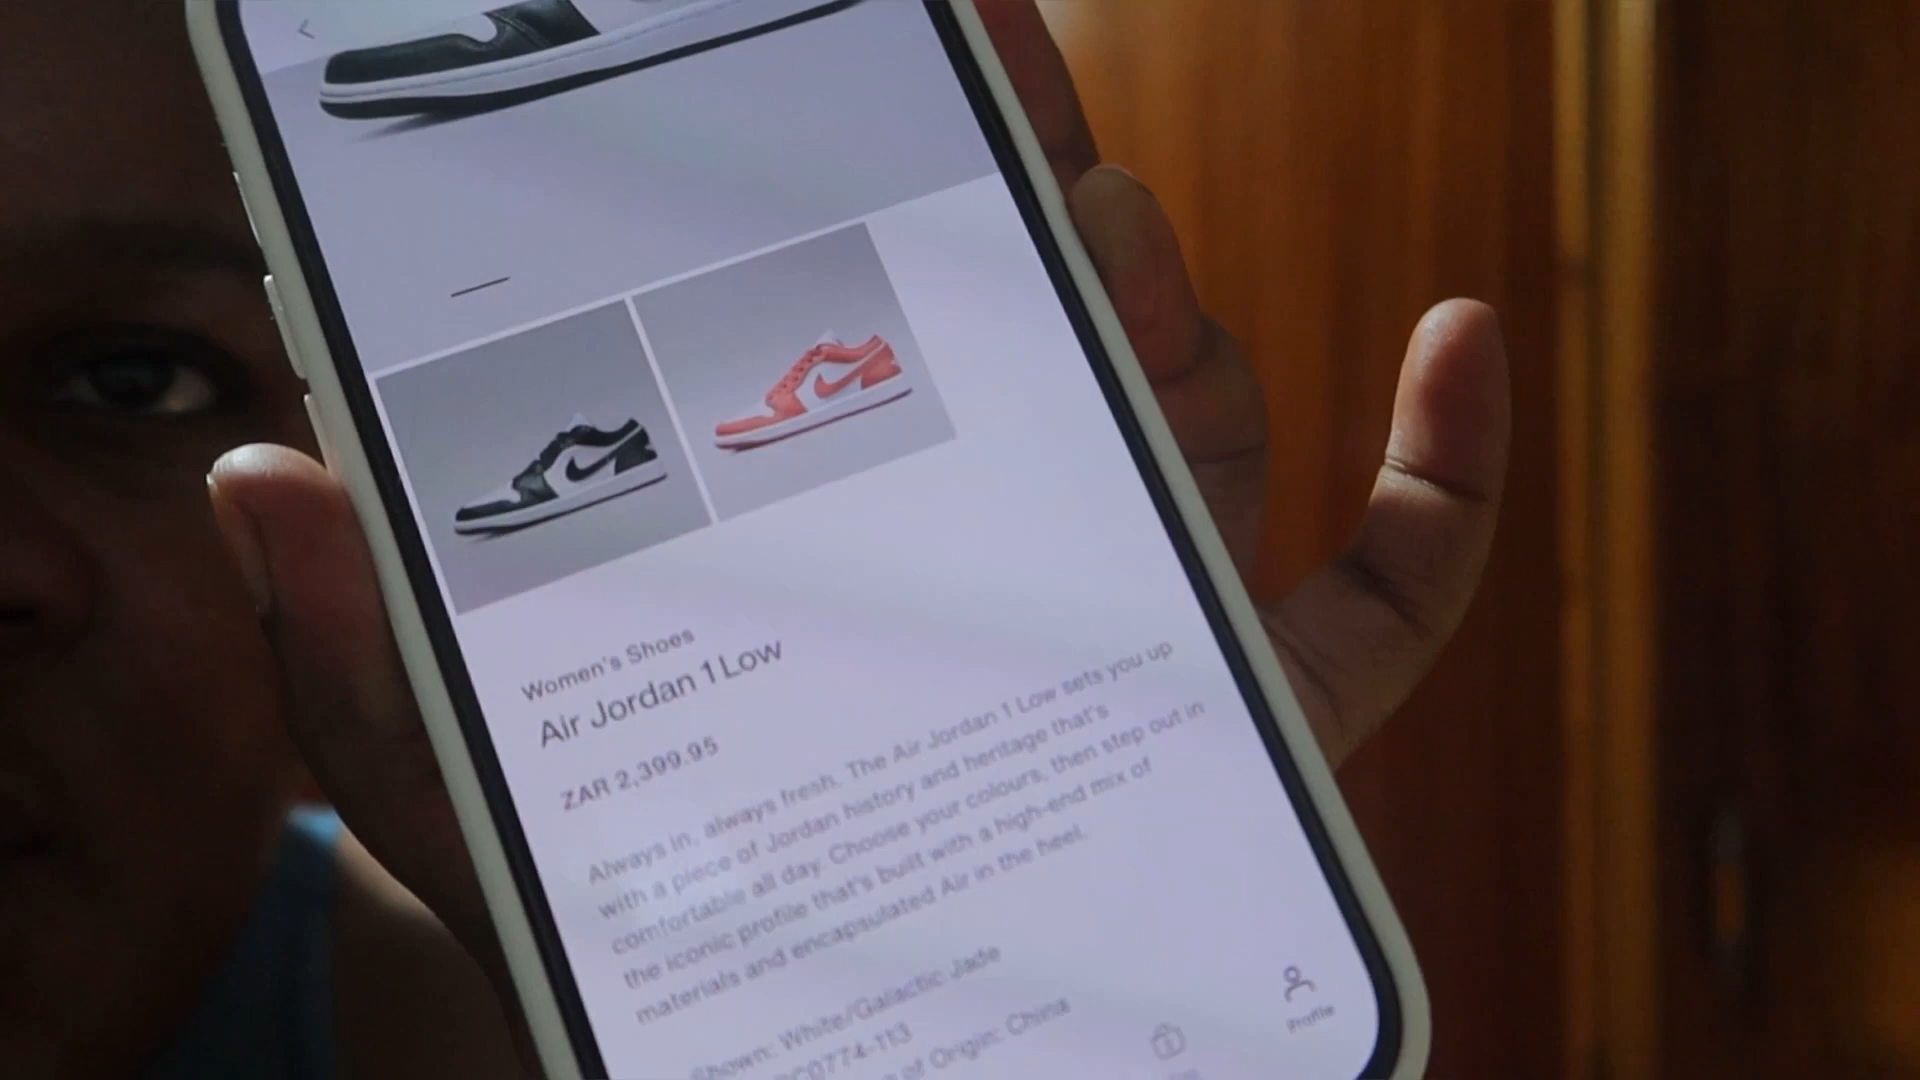 Women's Shoes
Air Jordan 1 Low
ZAR 2,399.95
Always in, always fresh. The Air Jordan 1 Low sets you up
with a piece of Jordan history and heritage that's
comfortable all day. Choose your colours, then step out in
the iconic profile that's built with a high-end mix of
materials and encapsulated Air in the heel.
Shown: White/Galactic Jade
DC0774-113
of Origin: China
Profile